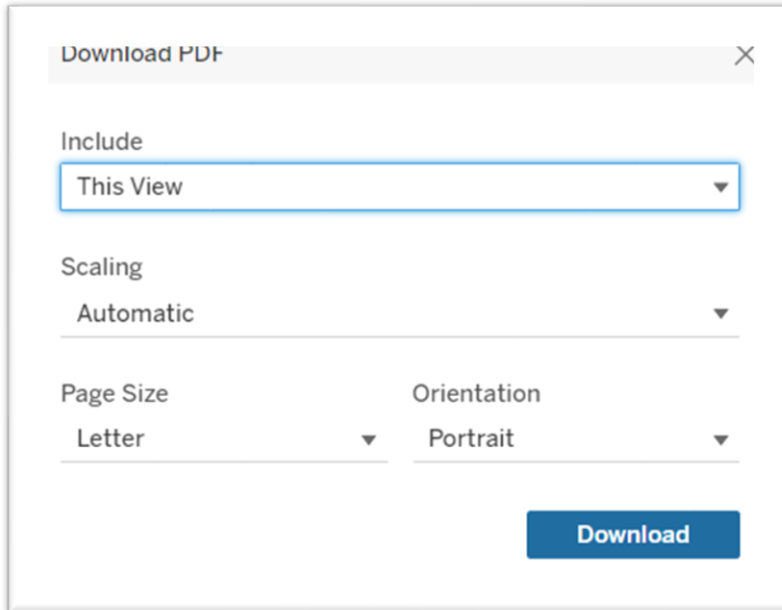 Download PDF
Include
This View
Scaling
Automatic
Page Size
Orientation
Letter
Portrait
Download